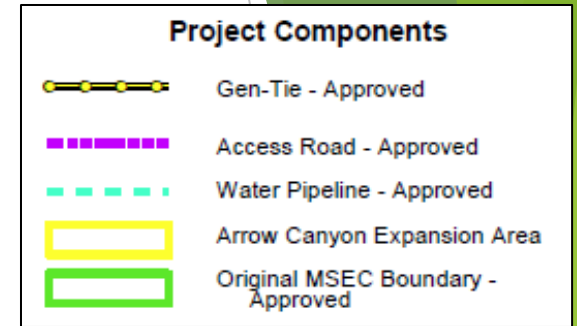 Project Components
Gen-Tie - Approved
Access Road - Approved
Water Pipeline - Approved
Arrow Canyon Expansion Area
Original MSEC Boundary -
Approved